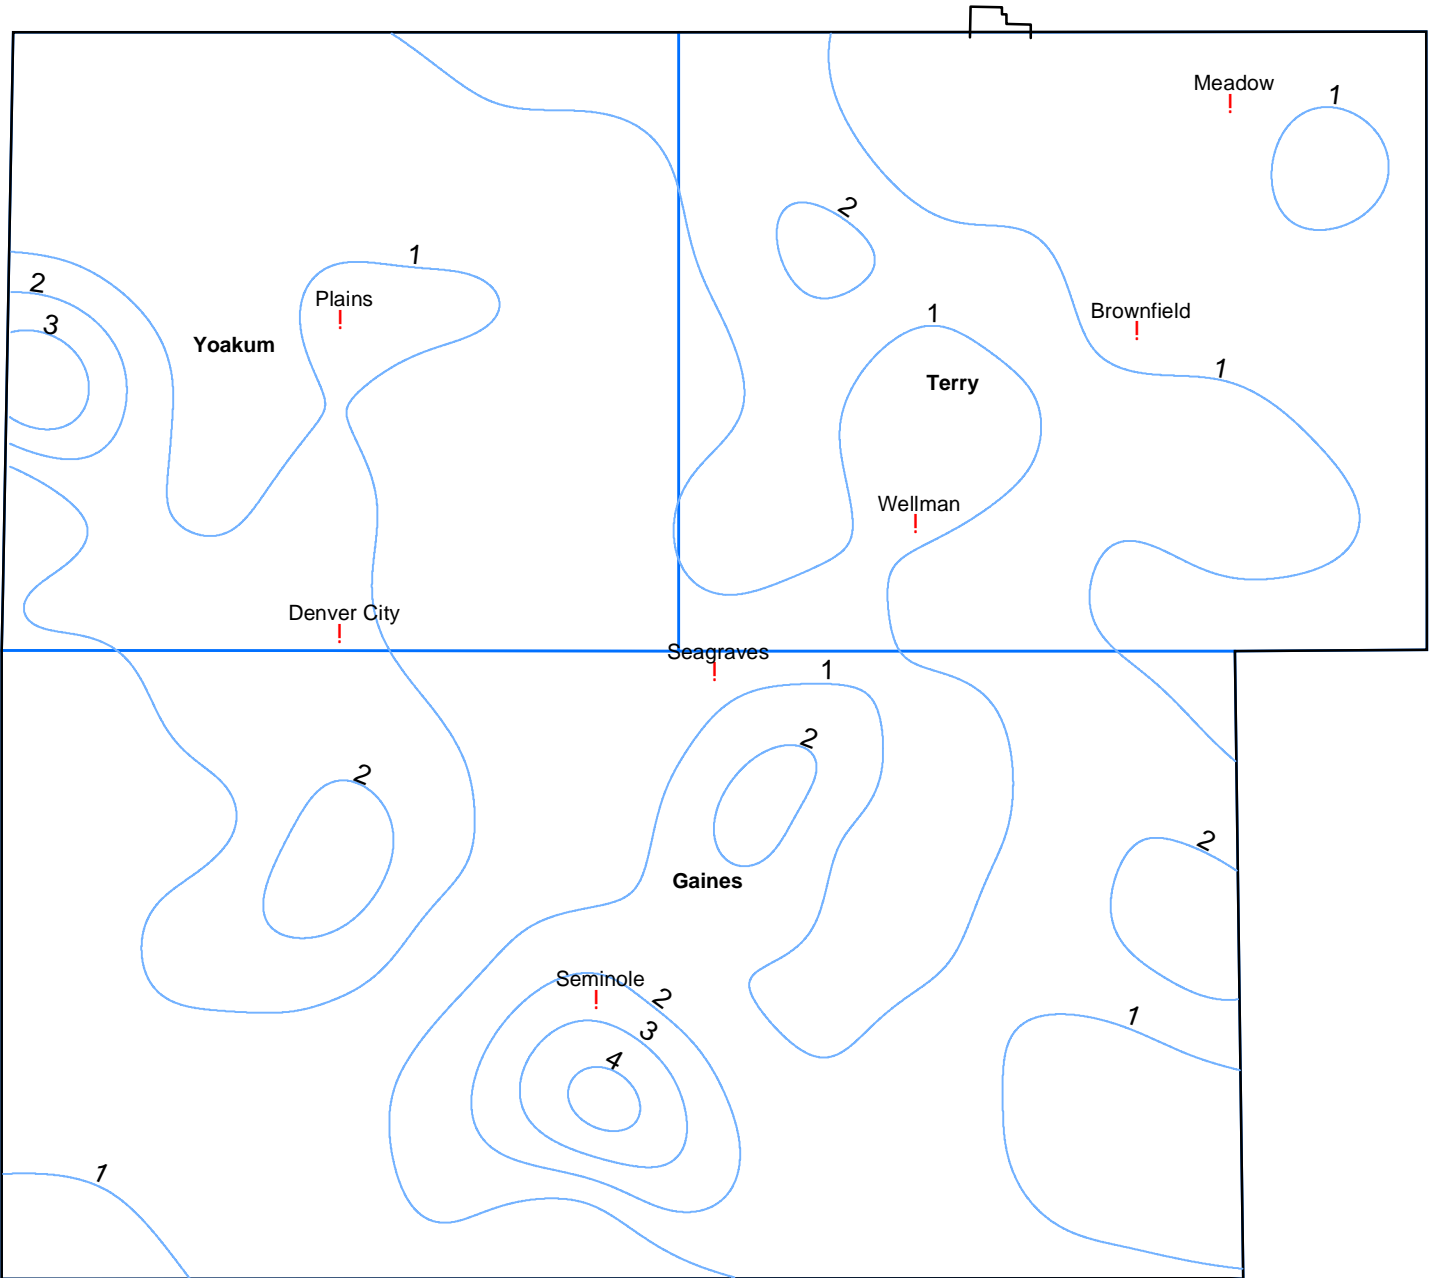 Meadow
1
2
1
2
Plains
3
1
Brownfield
Yoakum
1
Terry
Wellman
Denver City
Seagraves
1
2
2
2
Gaines
Seminole
2
1
3
4
1